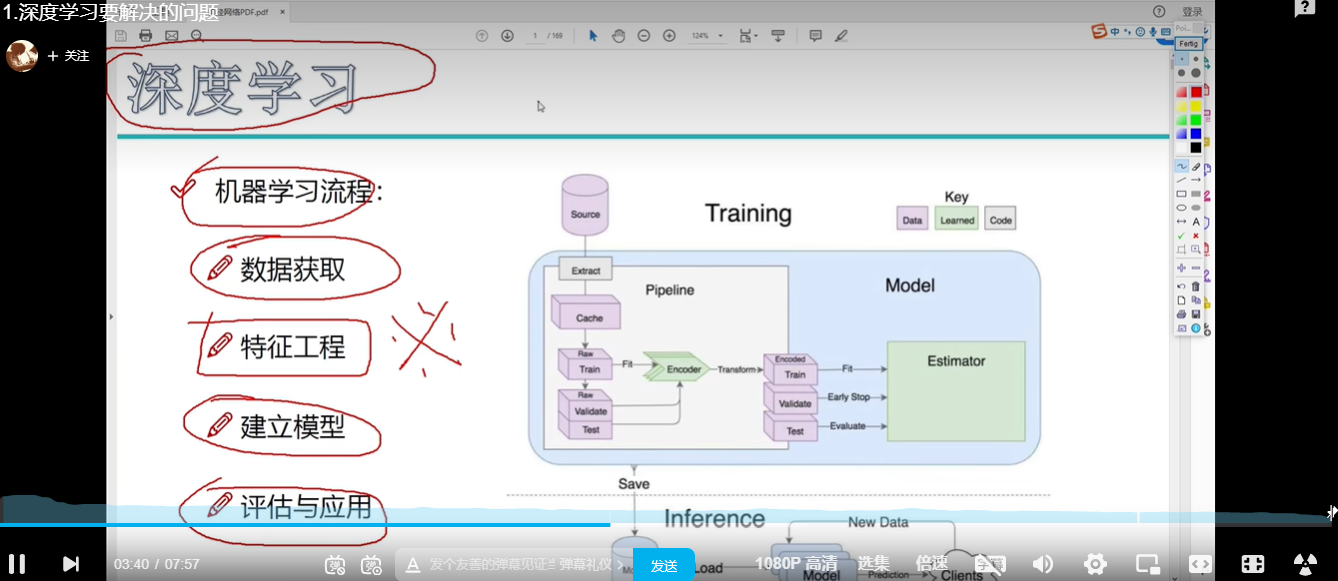 1.深度学习要解决的问题
网络PDF.pdf
登录
+ 关注
1 / 169
124%
中
Fertig
深度学习
机器学习流程:
数据获取
特征工程
建立模型
评估与应用
Source
Training
Key
Data
Learned
Code
Extract
Pipeline
Model
Cache
Raw
Train
Fit
Encoder
Transform
Encoded
Train
Fit
Estimator
Raw
Validate
Test
Validate
Early Stop
Test
Evaluate
Save
Inference
New Data
Load
Model
Prediction
Clients
03:40 / 07:57
发个友善的弹幕见证
弹幕礼仪
发送
1080P 高清
选集
倍速